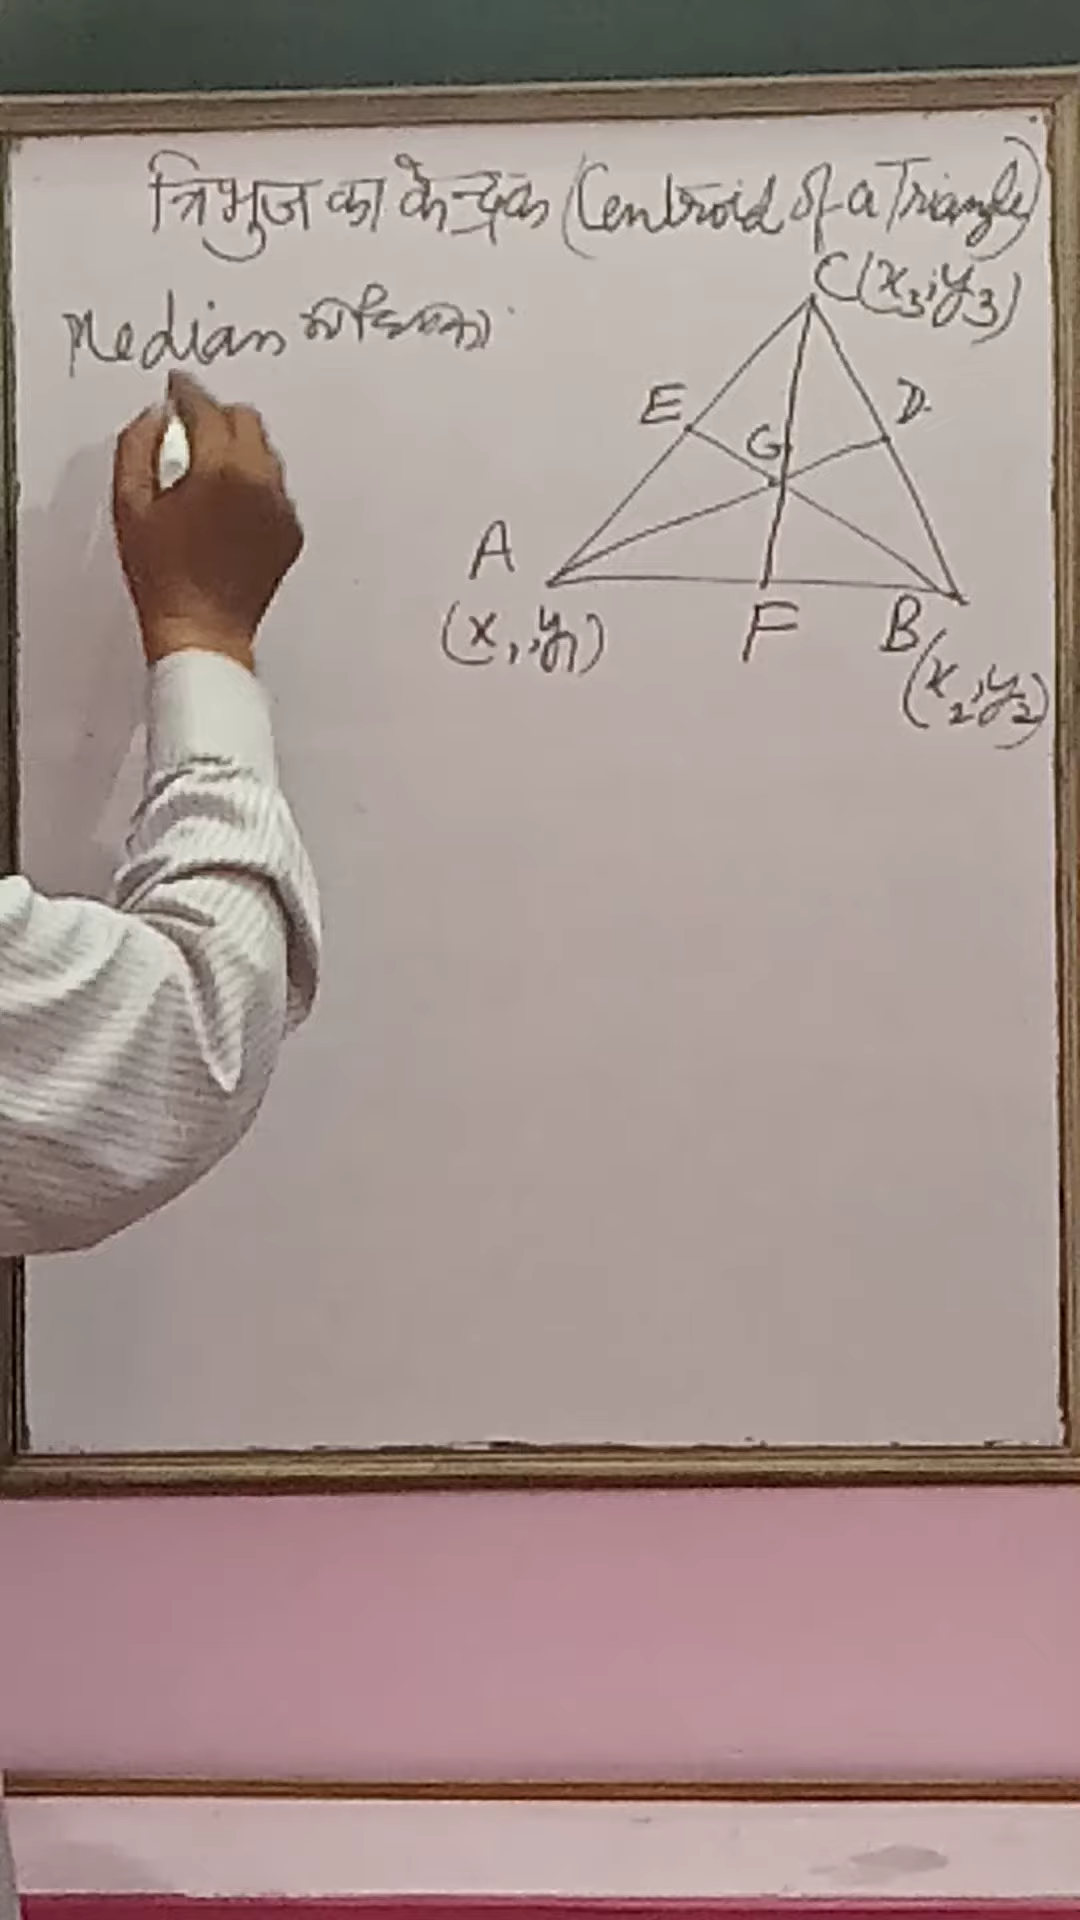 त्रिभुज का केन्द्रक (Centroid of a Triangle)
C(x₃, y₃)
Median माध्यिका
E
D
G
A
F
B
(x₁, y₁)
(x₂, y₂)